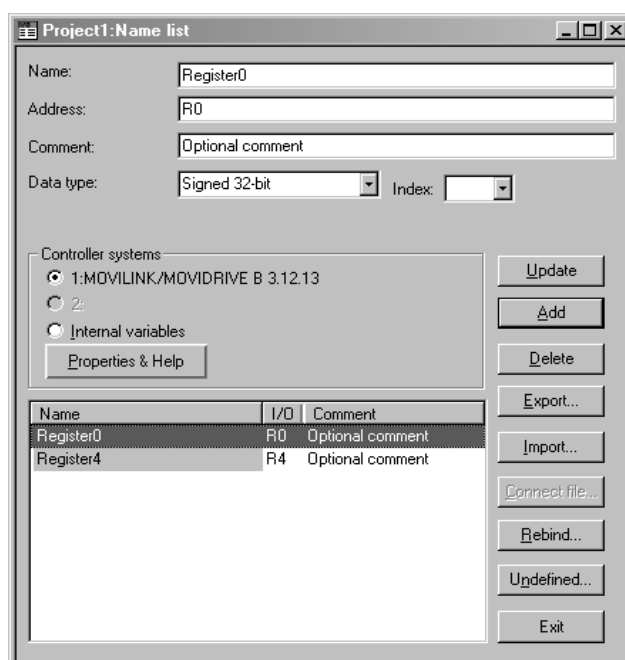 Project1:Name list
Name: Register0
Address: R0
Comment: Optional comment
Data type: Signed 32-bit Index:
Controller systems
1:MOVILINK/MOVIDRIVE B 3.12.13
2:
Internal variables
Properties & Help
Update
Add
Delete
Export...
Import...
Connect file...
Rebind...
Undefined...
Exit
Name I/O Comment
Register0 R0 Optional comment
Register4 R4 Optional comment